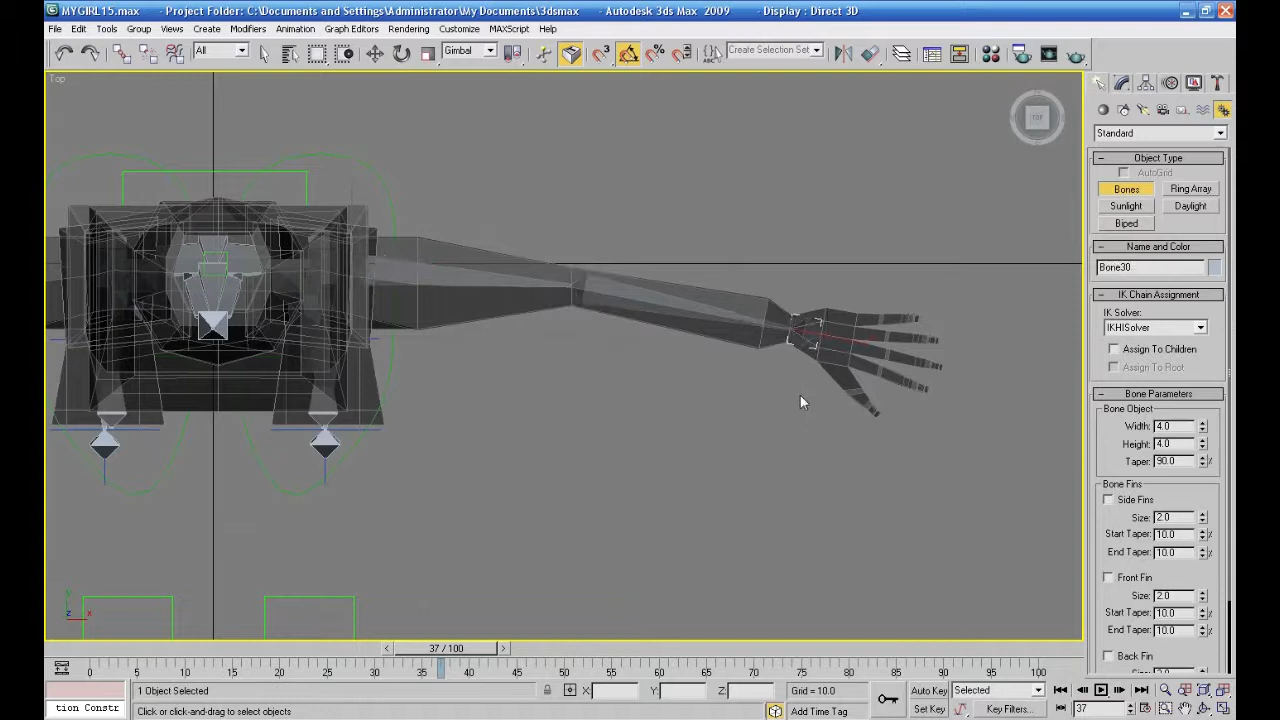 MYGIRL15.max - Project Folder: C:\Documents and Settings\Administrator\My Documents\3dsmax - Autodesk 3ds Max 2009 - Display : Direct 3D
File Edit Tools Group Views Create Modifiers Animation Graph Editors Rendering Customize MAXScript Help
All Gimbal Create Selection Set
Top
TOP
Standard
Object Type
AutoGrid
Bones Ring Array
Sunlight Daylight
Biped
Name and Color
Bone30
IK Chain Assignment
IK Solver:
IKHISolver
Assign To Children
Assign To Root
Bone Parameters
Bone Object
Width: 4.0
Height: 4.0
Taper: 90.0 %
Bone Fins
Side Fins
Size: 2.0
Start Taper: 10.0 %
End Taper: 10.0 %
Front Fin
Size: 2.0
Start Taper: 10.0 %
End Taper: 10.0 %
Back Fin
z x
37 / 100
0 5 10 15 20 25 30 35 40 45 50 55 60 65 70 75 80 85 90 95 100
1 Object Selected X: Y: Z: Grid = 10.0 Auto Key Selected
tion Constr Click or click-and-drag to select objects Add Time Tag Set Key Key Filters... 37